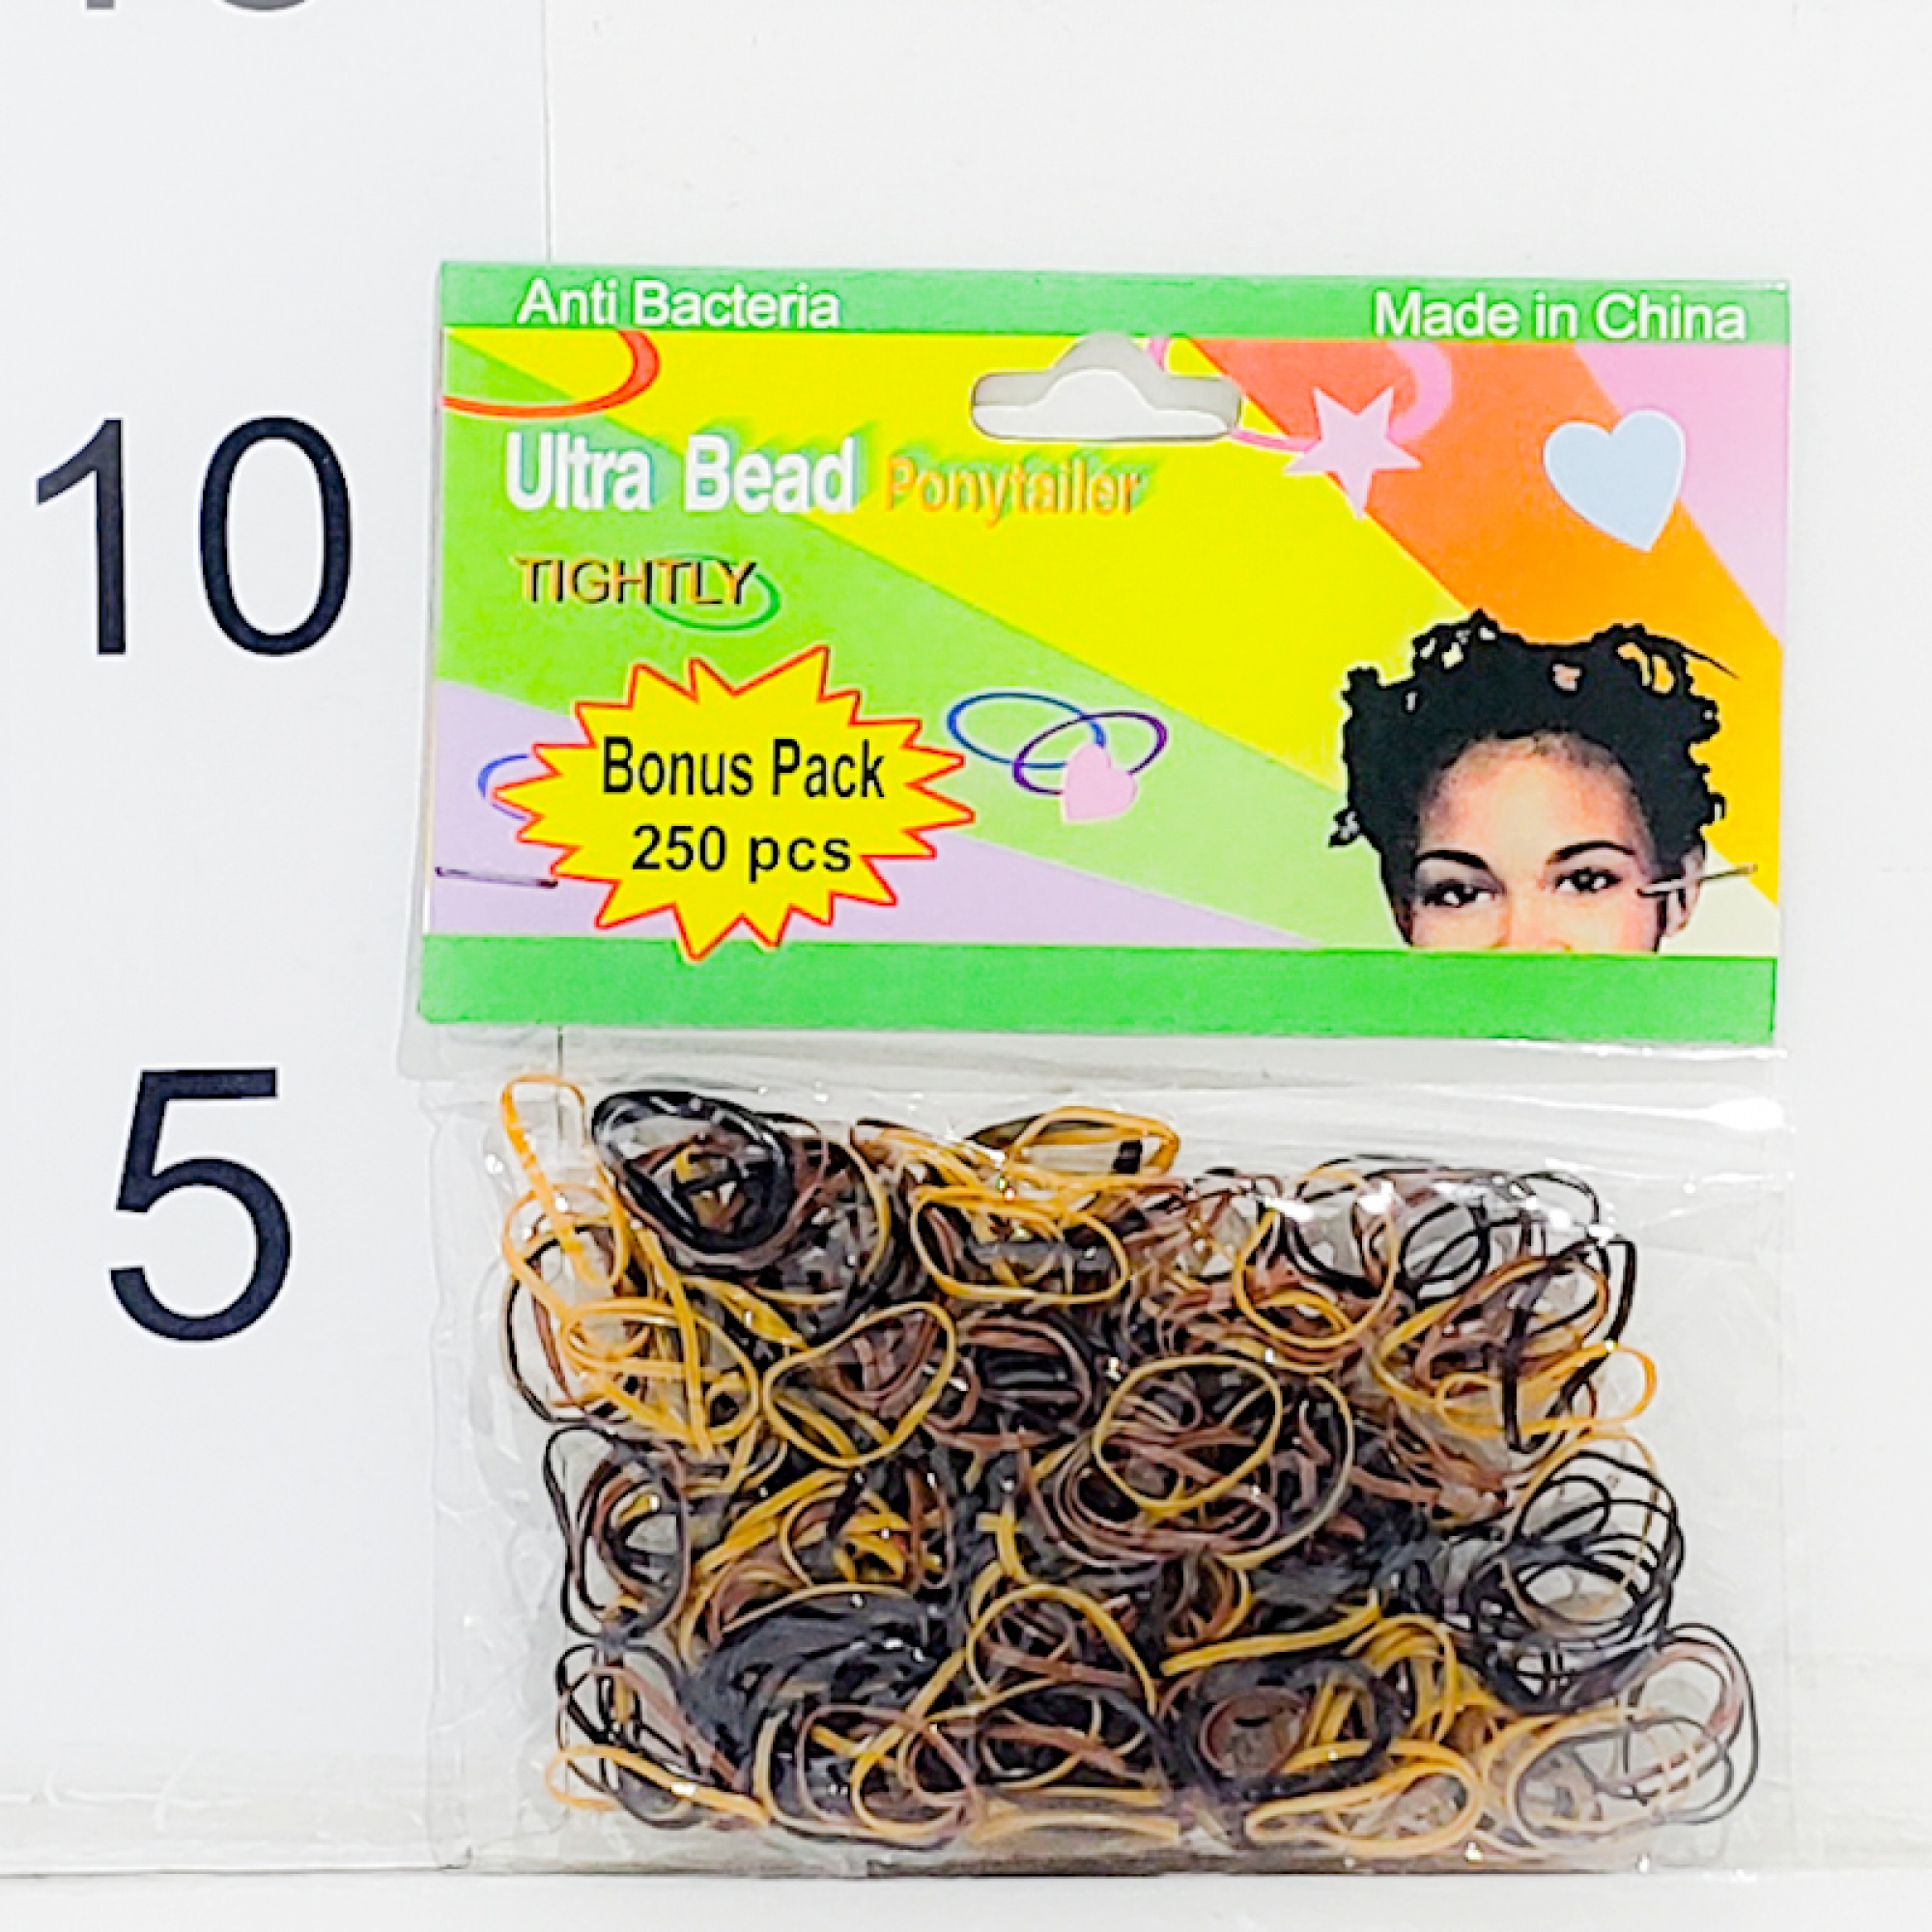 Anti Bacteria
Made in China
Ultra Bead Ponytailer
TIGHTLY
Bonus Pack
250 pcs
10
5